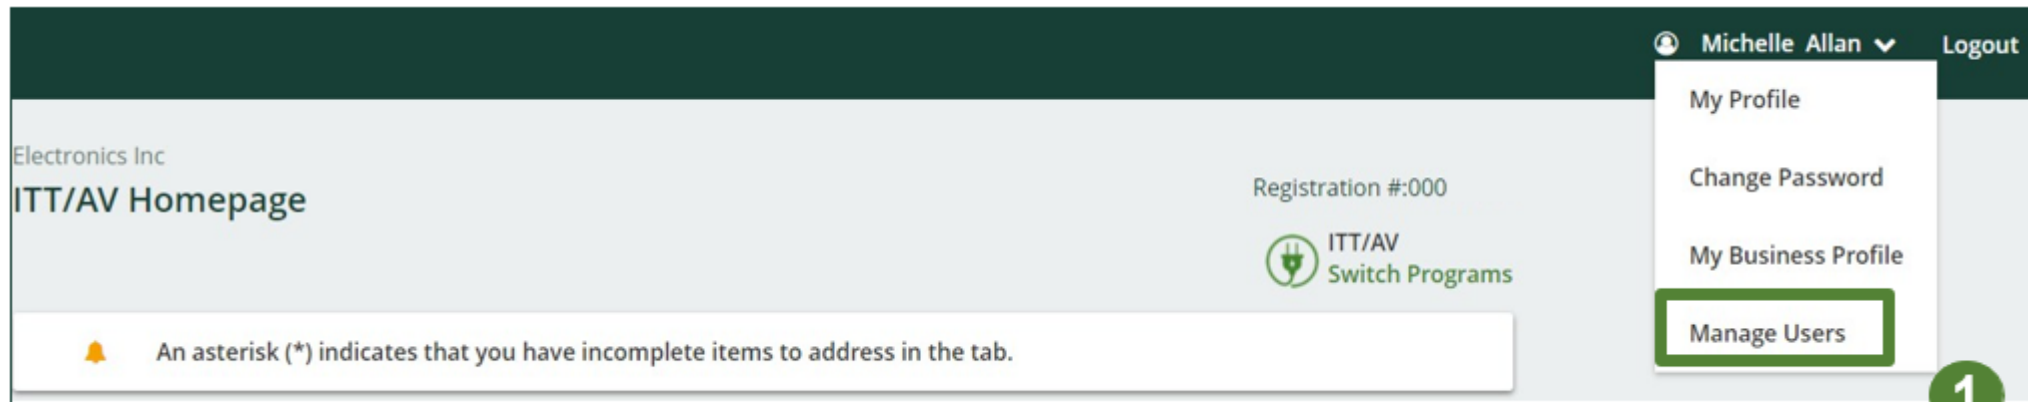 Michelle Allan
Logout
My Profile
Change Password
My Business Profile
Manage Users
1
Electronics Inc
ITT/AV Homepage
Registration #:000
ITT/AV
Switch Programs
An asterisk (*) indicates that you have incomplete items to address in the tab.